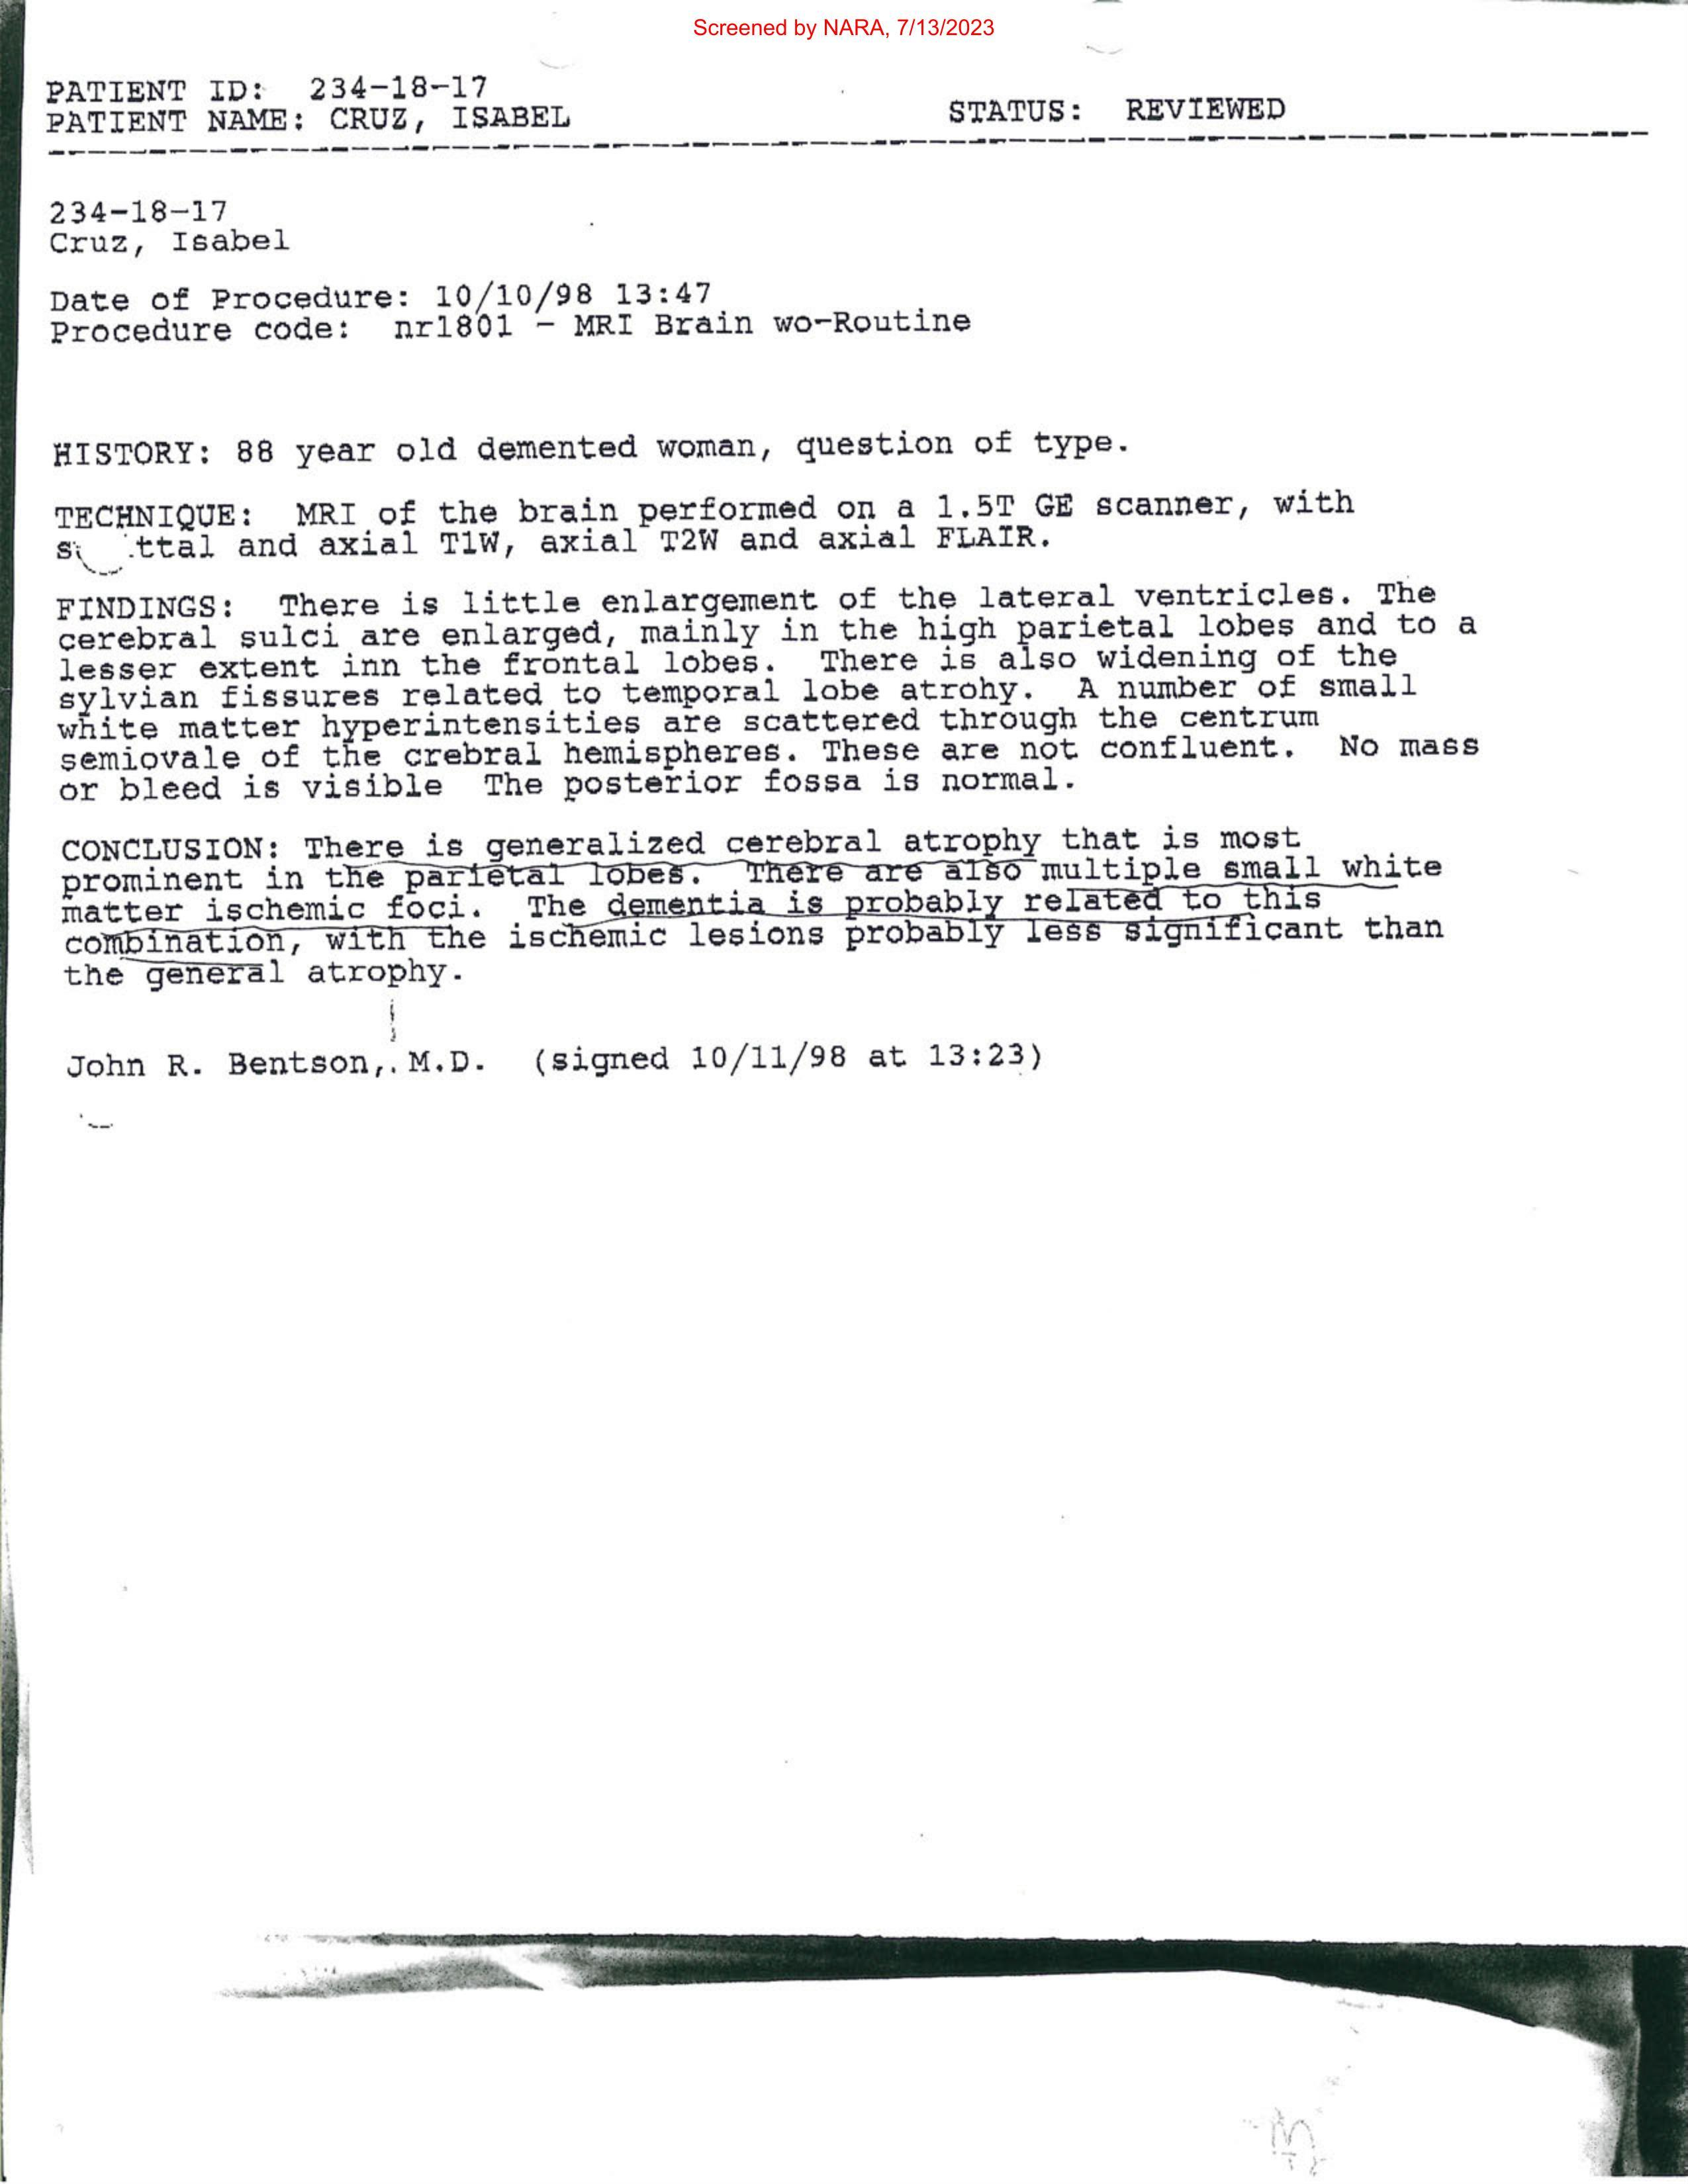 Screened by NARA, 7/13/2023
PATIENT ID: 234-18-17
PATIENT NAME: CRUZ, ISABEL STATUS: REVIEWED
234-18-17
Cruz, Isabel
Date of Procedure: 10/10/98 13:47
Procedure code: nr1801 - MRI Brain wo-Routine
HISTORY: 88 year old demented woman, question of type.
TECHNIQUE: MRI of the brain performed on a 1.5T GE scanner, with
and axial T1W, axial T2W and axial FLAIR.
FINDINGS: There is little enlargement of the lateral ventricles. The
cerebral sulci are enlarged, mainly in the high parietal lobes and to a
lesser extent inn the frontal lobes. There is also widening of the
sylvian fissures related to temporal lobe atrohy. A number of small
white matter hyperintensities are scattered through the centrum
semiovale of the crebral hemispheres. These are not confluent. No mass
or bleed is visible The posterior fossa is normal.
CONCLUSION: There is generalized cerebral atrophy that is most
prominent in the parietal lobes. There are also multiple small white
matter ischemic foci. The dementia is probably related to this
combination, with the ischemic lesions probably less significant than
the general atrophy.
John R. Bentson,. M.D. (signed 10/11/98 at 13:23)